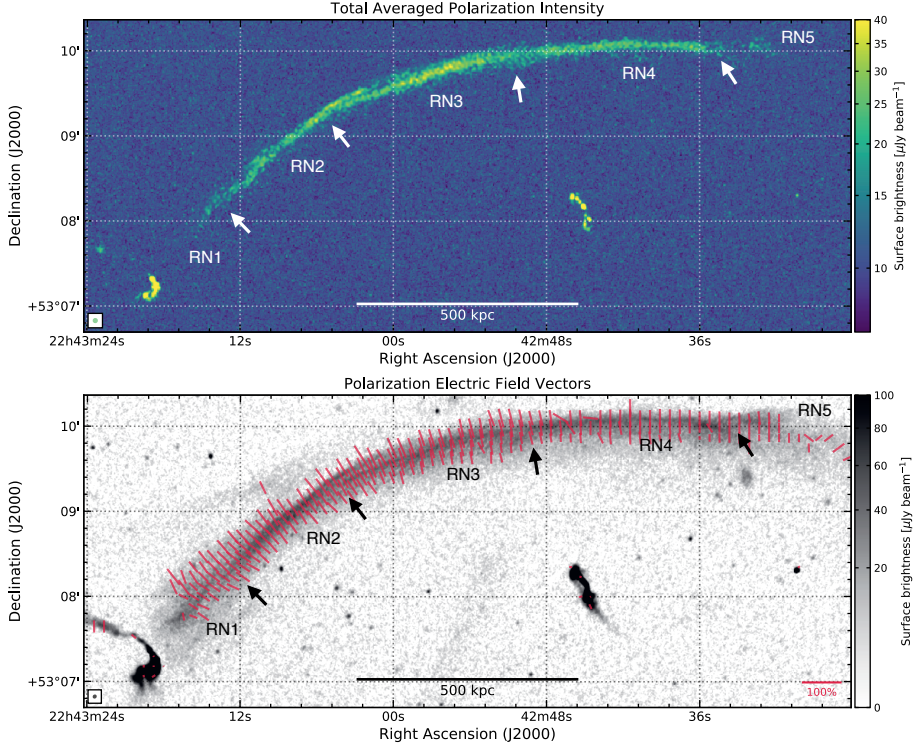 Total Averaged Polarization Intensity
10'
09'
08'
+53°07'
Declination (J2000)
RN1
RN2
RN3
RN4
RN5
500 kpc
22h43m24s
12s
00s
42m48s
36s
Right Ascension (J2000)
40
35
30
25
20
15
10
Surface brightness [μJy beam⁻¹]
Polarization Electric Field Vectors
10'
09'
08'
+53°07'
Declination (J2000)
RN1
RN2
RN3
RN4
RN5
500 kpc
100%
22h43m24s
12s
00s
42m48s
36s
Right Ascension (J2000)
100
80
60
40
20
0
Surface brightness [μJy beam⁻¹]